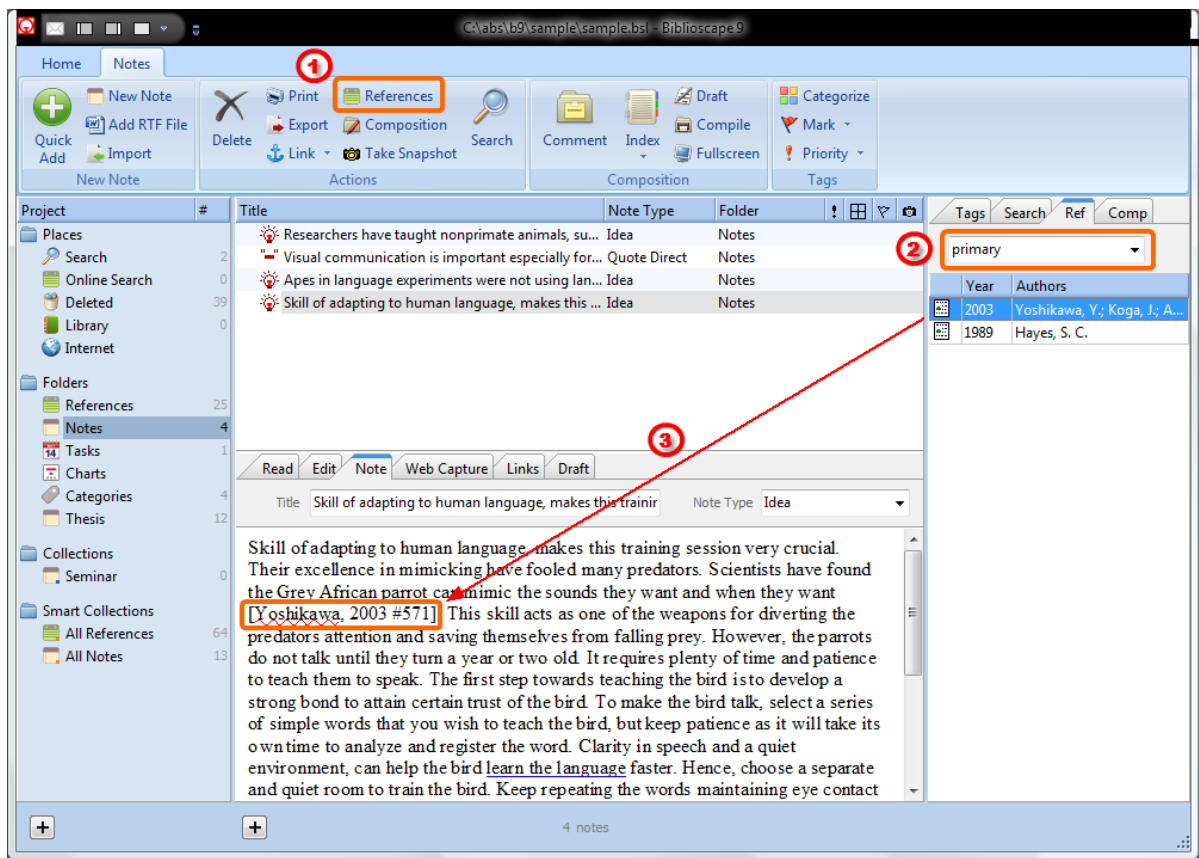 C:\abs\b9\sample\sample.bsl - Biblioscape 9
Home Notes
1
Quick Add
New Note
Add RTF File
Import
New Note
Delete
Print
Export
Link
References
Composition
Take Snapshot
Search
Actions
Comment
Index
Draft
Compile
Fullscreen
Composition
Categorize
Mark
Priority
Tags
Project #
Places
Search 2
Online Search 0
Deleted 39
Library 0
Internet
Folders
References 25
Notes 4
Tasks 1
Charts
Categories 4
Thesis 12
Collections
Seminar 0
Smart Collections
All References 64
All Notes 13
Title Note Type Folder
Researchers have taught nonprimate animals, su... Idea Notes
Visual communication is important especially for... Quote Direct Notes
Apes in language experiments were not using lan... Idea Notes
Skill of adapting to human language, makes this ... Idea Notes
3
Read Edit Note Web Capture Links Draft
Title Skill of adapting to human language, makes this trainir Note Type Idea
Skill of adapting to human language, makes this training session very crucial.
Their excellence in mimicking have fooled many predators. Scientists have found
the Grey African parrot can mimic the sounds they want and when they want
[Yoshikawa, 2003 #571]. This skill acts as one of the weapons for diverting the
predators attention and saving themselves from falling prey. However, the parrots
do not talk until they turn a year or two old. It requires plenty of time and patience
to teach them to speak. The first step towards teaching the bird is to develop a
strong bond to attain certain trust of the bird. To make the bird talk, select a series
of simple words that you wish to teach the bird, but keep patience as it will take its
own time to analyze and register the word. Clarity in speech and a quiet
environment, can help the bird learn the language faster. Hence, choose a separate
and quiet room to train the bird. Keep repeating the words maintaining eye contact
Tags Search Ref Comp
2
primary
Year Authors
2003 Yoshikawa, Y.; Koga, J.; A...
1989 Hayes, S. C.
4 notes